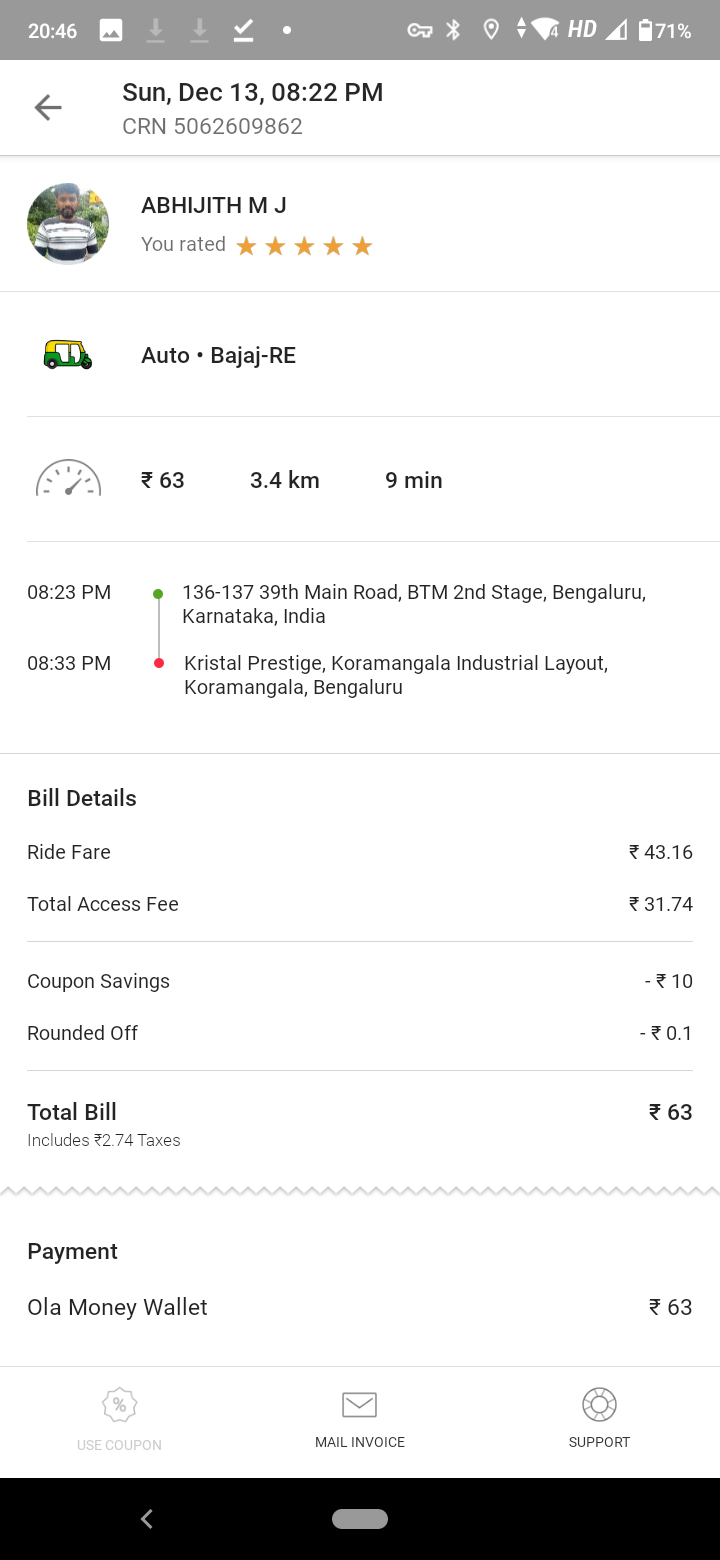 20:46
4 HD 71%
Sun, Dec 13, 08:22 PM
CRN 5062609862
ABHIJITH M J
You rated
Auto • Bajaj-RE
₹ 63 3.4 km 9 min
08:23 PM 136-137 39th Main Road, BTM 2nd Stage, Bengaluru,
Karnataka, India
08:33 PM Kristal Prestige, Koramangala Industrial Layout,
Koramangala, Bengaluru
Bill Details
Ride Fare ₹ 43.16
Total Access Fee ₹ 31.74
Coupon Savings - ₹ 10
Rounded Off - ₹ 0.1
Total Bill ₹ 63
Includes ₹2.74 Taxes
Payment
Ola Money Wallet ₹ 63
%
USE COUPON MAIL INVOICE SUPPORT